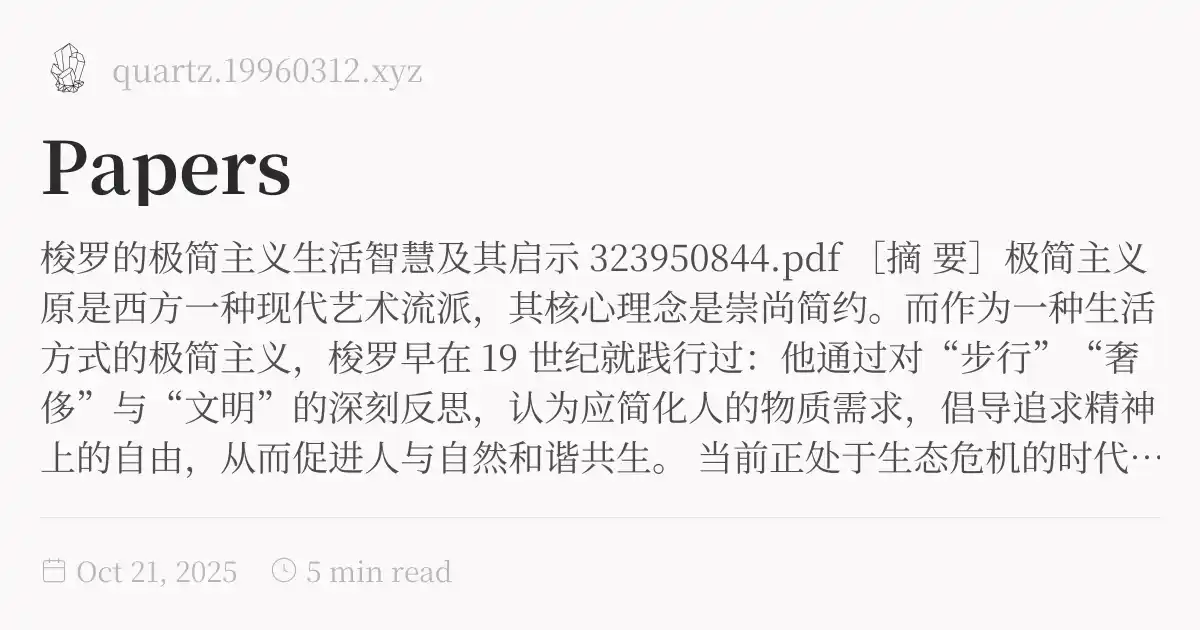 quartz.19960312.xyz
Papers
梭罗的极简主义生活智慧及其启示 323950844.pdf ［摘 要］极简主义
原是西方一种现代艺术流派，其核心理念是崇尚简约。而作为一种生活
方式的极简主义，梭罗早在 19 世纪就践行过：他通过对“步行”“奢
侈”与“文明”的深刻反思，认为应简化人的物质需求，倡导追求精神
上的自由，从而促进人与自然和谐共生。 当前正处于生态危机的时代…
Oct 21, 2025 5 min read